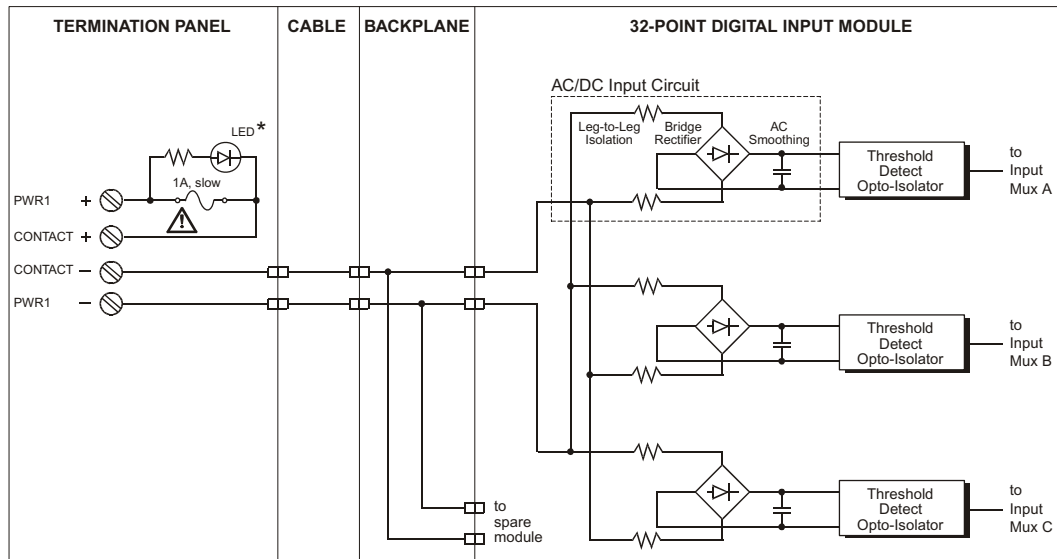 TERMINATION PANEL
CABLE
BACKPLANE
32-POINT DIGITAL INPUT MODULE
AC/DC Input Circuit
LED*
Leg-to-Leg
Isolation
Bridge
Rectifier
AC
Smoothing
Threshold
Detect
Opto-Isolator
to
Input
Mux A
1A, slow
PWR1 +
CONTACT +
CONTACT −
PWR1 −
Threshold
Detect
Opto-Isolator
to
Input
Mux B
to
spare
module
Threshold
Detect
Opto-Isolator
to
Input
Mux C